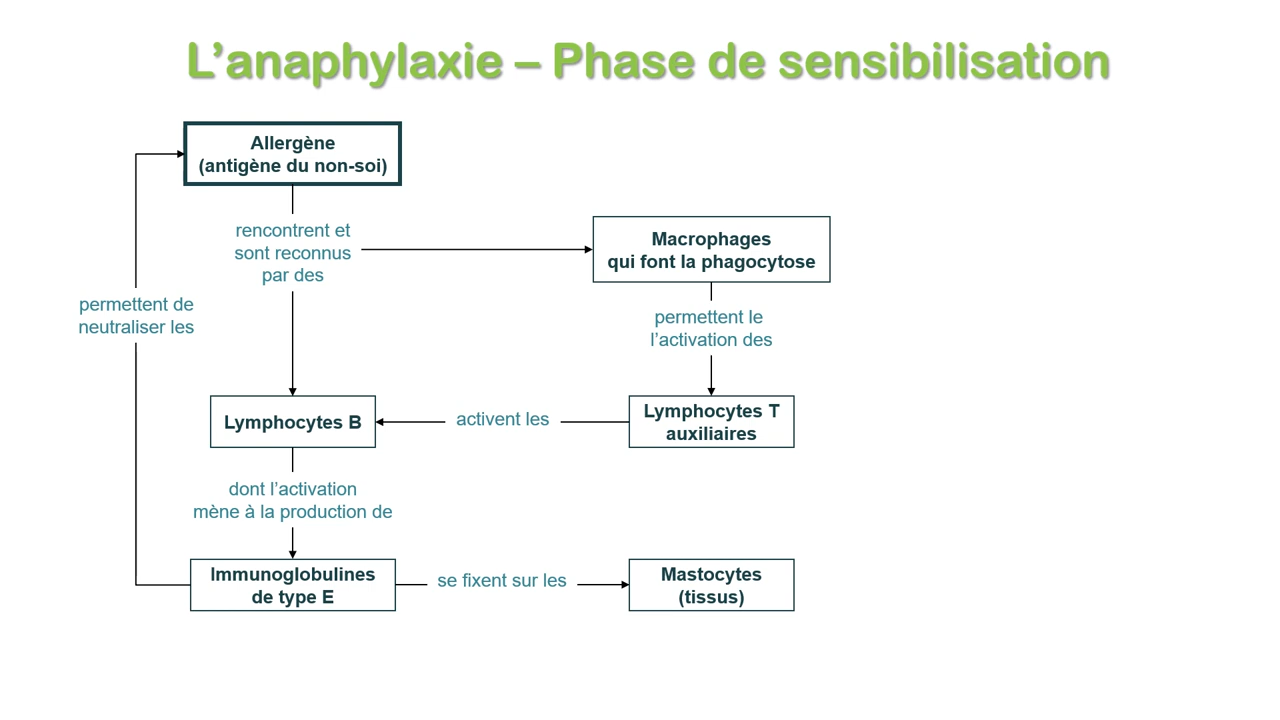 L’anaphylaxie – Phase de sensibilisation
Allergène
(antigène du non-soi)
rencontrent et
sont reconnus
par des
Macrophages
qui font la phagocytose
permettent de
neutraliser les
permettent le
l’activation des
Lymphocytes B
activent les
Lymphocytes T
auxiliaires
dont l’activation
mène à la production de
Immunoglobulines
de type E
se fixent sur les
Mastocytes
(tissus)